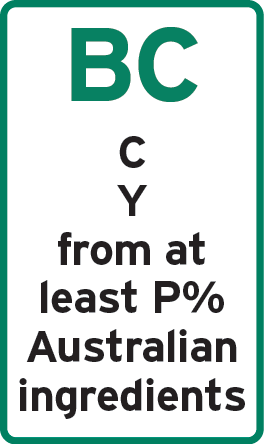 BC
C
Y
from at
least P%
Australian
ingredients